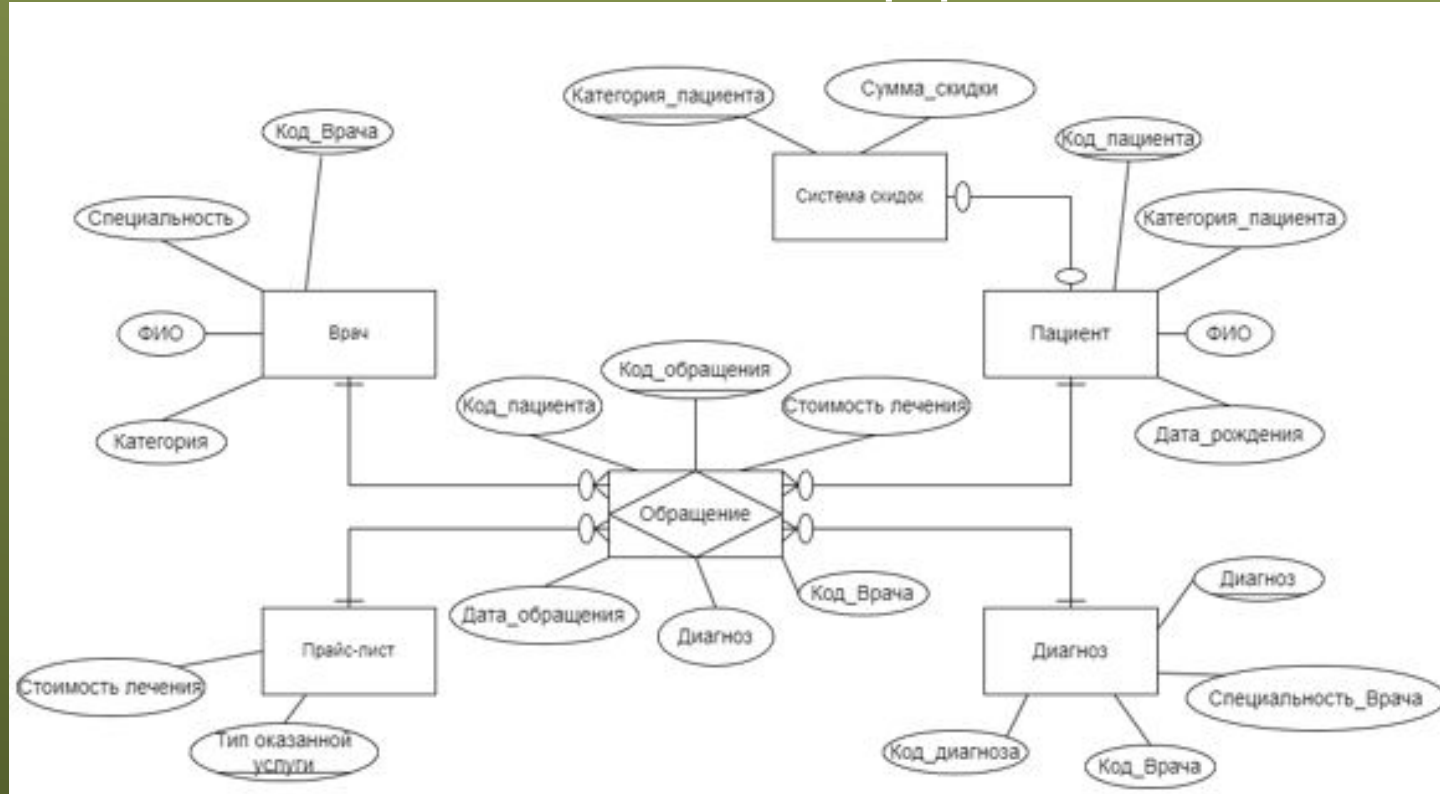 Категория_пациента
Сумма_скидки
Код_Врача
Код_пациента
Система скидок
Специальность
Категория_пациента
ФИО
Врач
Пациент
ФИО
Код_обращения
Код_пациента
Стоимость лечения
Категория
Дата_рождения
Обращение
Код_Врача
Диагноз
Дата_обращения
Диагноз
Прайс-лист
Диагноз
Стоимость лечения
Специальность_Врача
Тип оказанной
услуги
Код_диагноза
Код_Врача